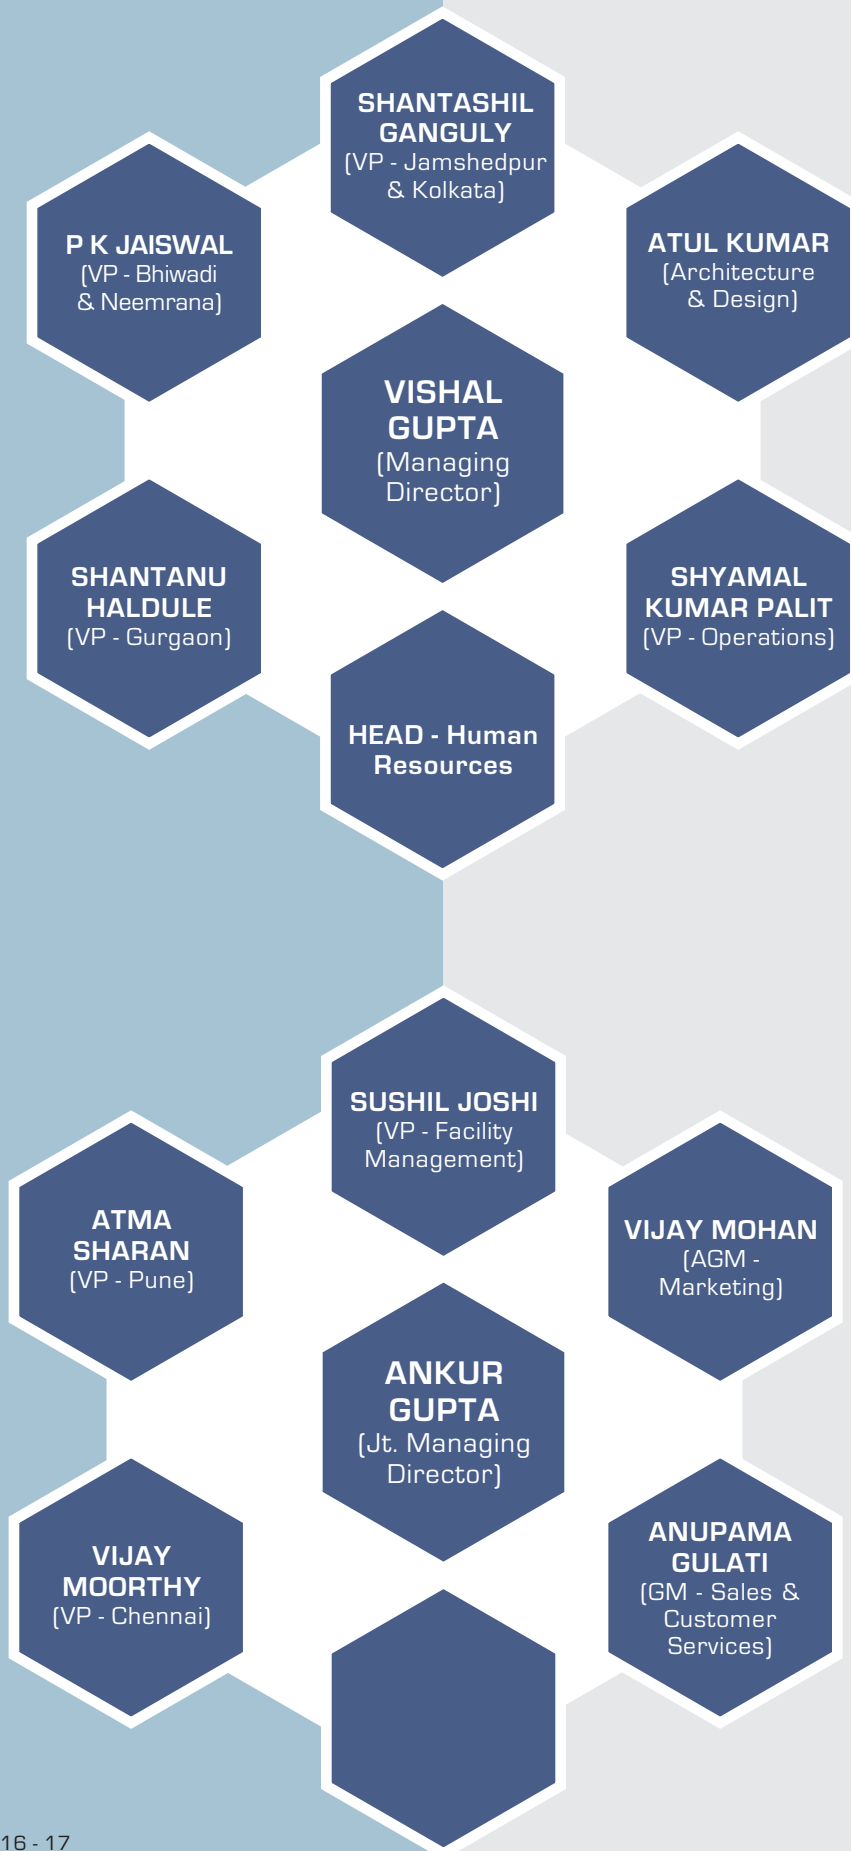 SHANTASHIL
GANGULY
(VP - Jamshedpur
& Kolkata)
P K JAISWAL
(VP - Bhiwadi
& Neemrana)
ATUL KUMAR
(Architecture
& Design)
VISHAL
GUPTA
(Managing
Director)
SHANTANU
HALDULE
(VP - Gurgaon)
SHYAMAL
KUMAR PALIT
(VP - Operations)
HEAD - Human
Resources
SUSHIL JOSHI
(VP - Facility
Management)
ATMA
SHARAN
(VP - Pune)
VIJAY MOHAN
(AGM -
Marketing)
ANKUR
GUPTA
(Jt. Managing
Director)
VIJAY
MOORTHY
(VP - Chennai)
ANUPAMA
GULATI
(GM - Sales &
Customer
Services)
16 - 17